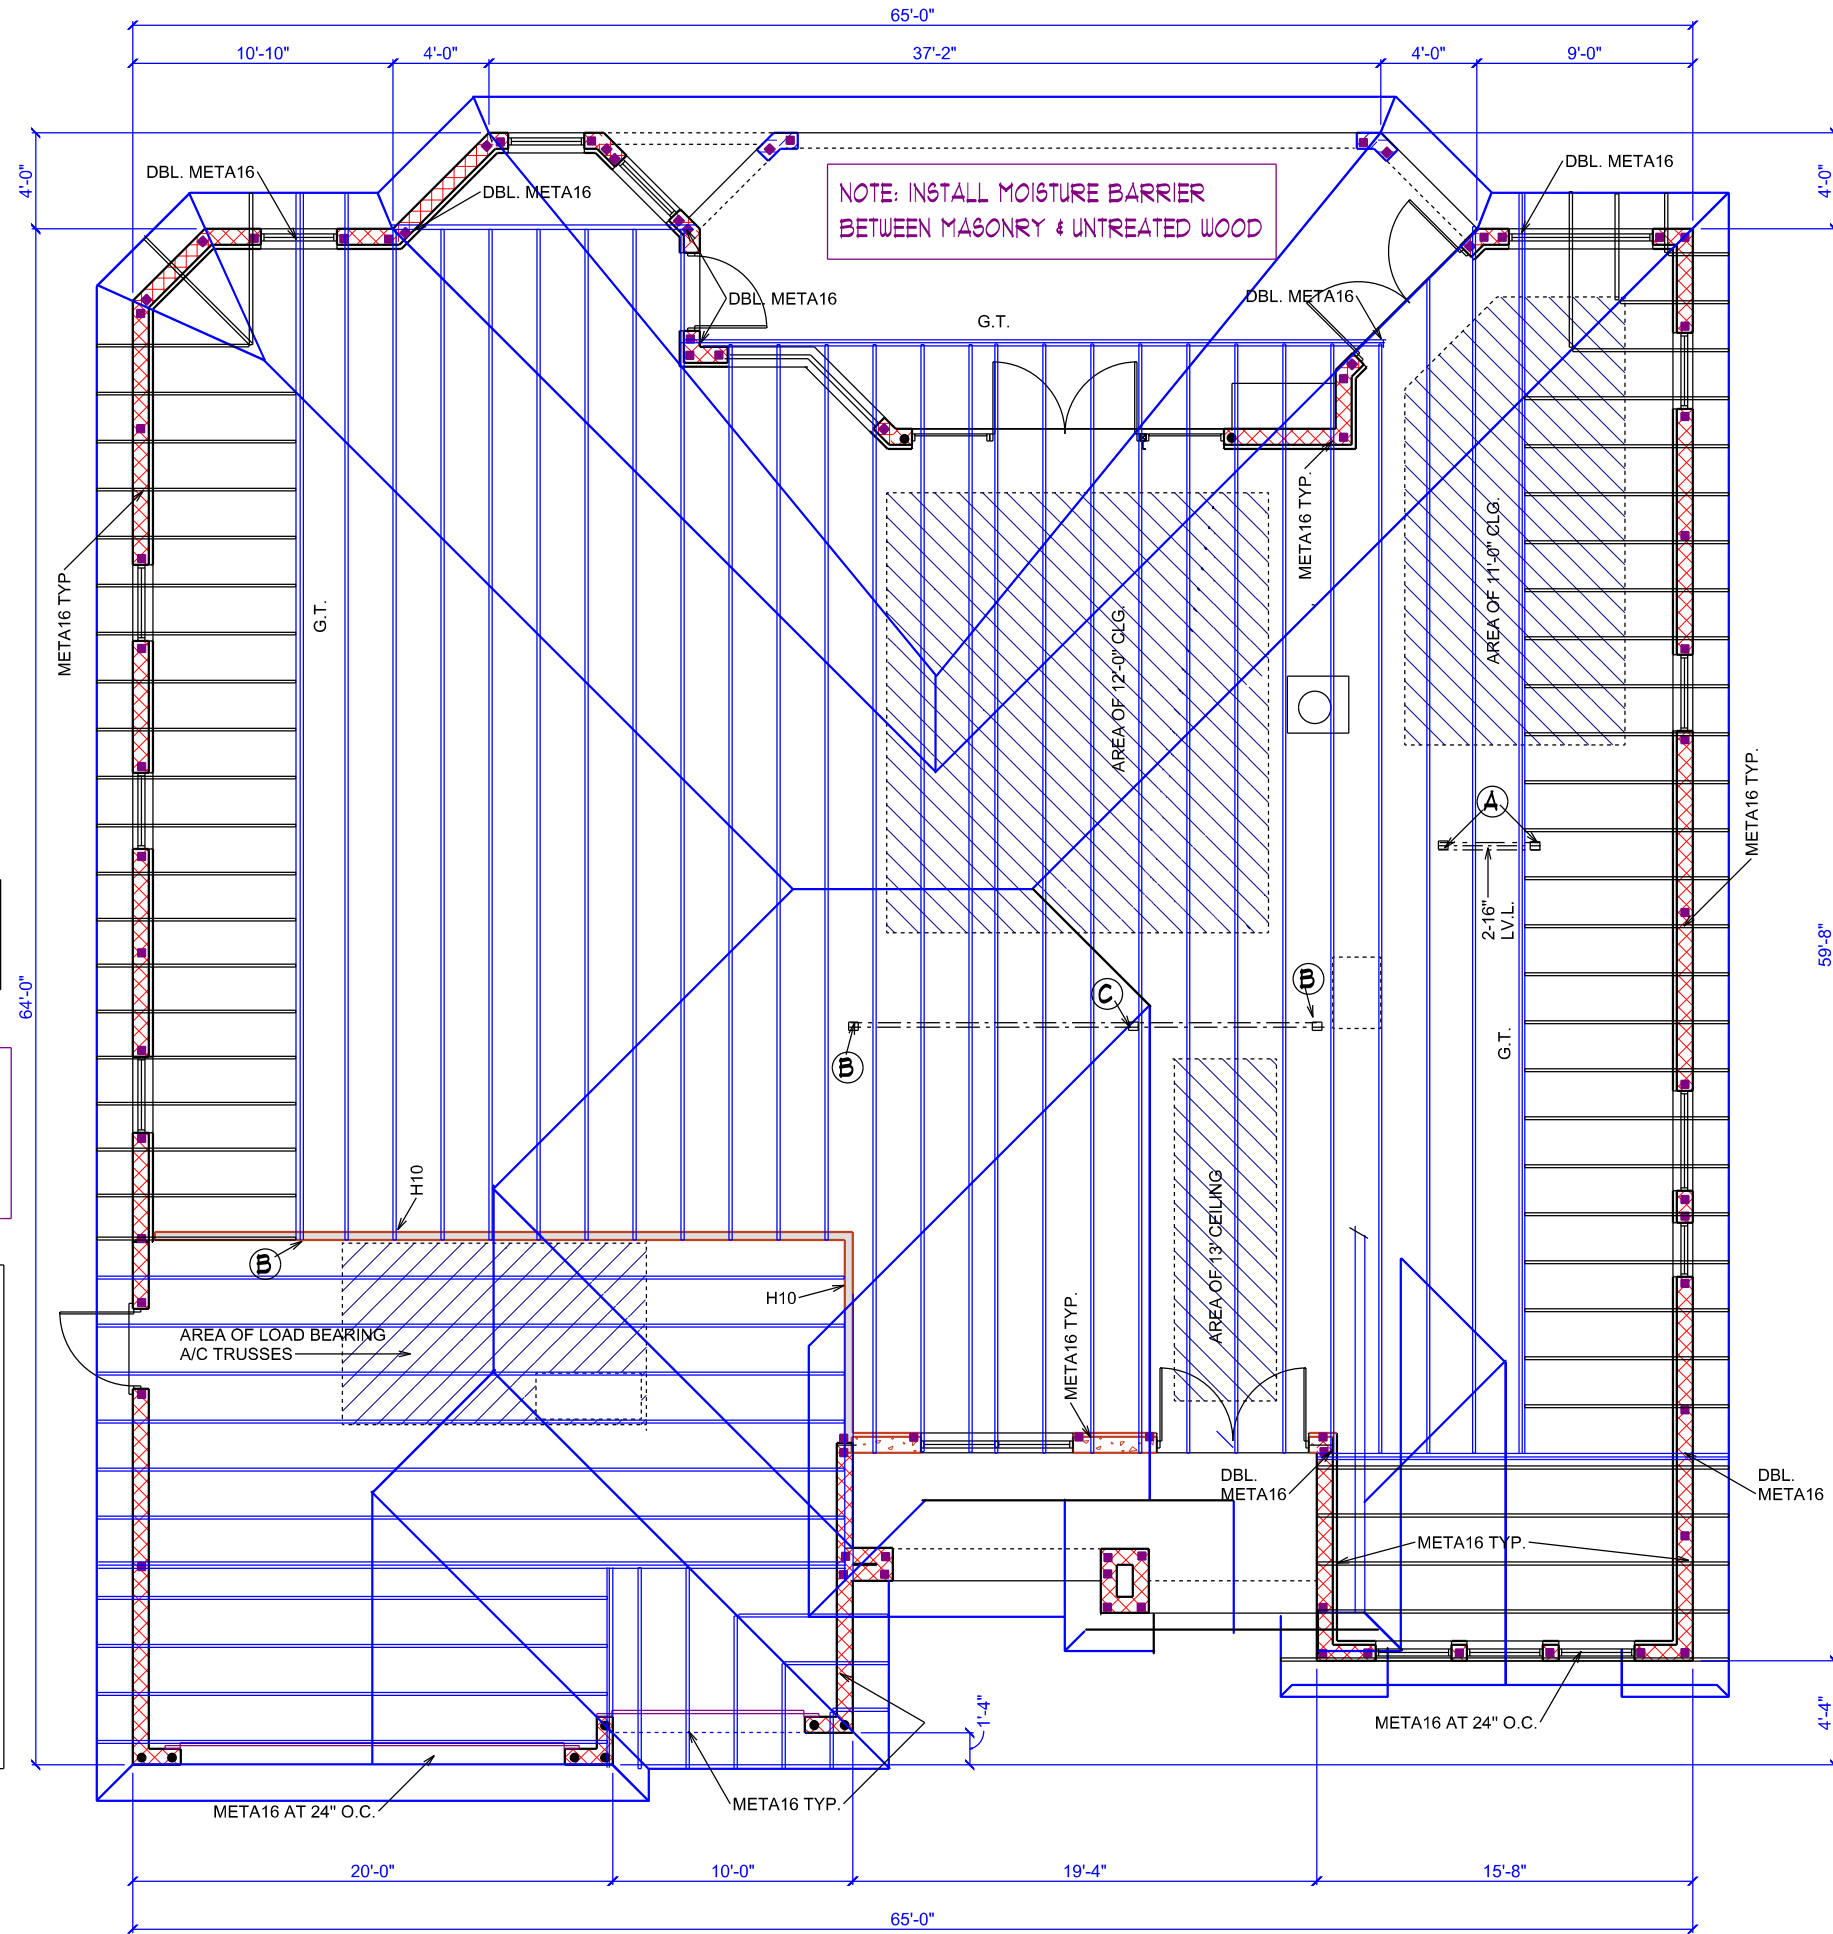 65'-0"
10'-10"
4'-0"
37'-2"
4'-0"
9'-0"
4'-0"
4'-0"
DBL. META16
DBL. META16
DBL. META16
NOTE: INSTALL MOISTURE BARRIER
BETWEEN MASONRY & UNTREATED WOOD
DBL. META16
DBL. META16
G.T.
META16 TYP.
AREA OF 11'-0" CLG.
META16 TYP
G.T.
AREA OF 12'-0" CLG.
META16 TYP.
A
2-16"
LV.L.
64'-0"
59'-8"
C
B
B
G.T.
H10
B
H10
AREA OF 13' CEILING
AREA OF LOAD BEARING
A/C TRUSSES
META16 TYP.
DBL.
META16
DBL.
META16
META16 TYP.
1'-4"
4'-4"
META16 AT 24" O.C.
META16 AT 24" O.C.
META16 TYP.
20'-0"
10'-0"
19'-4"
15'-8"
65'-0"